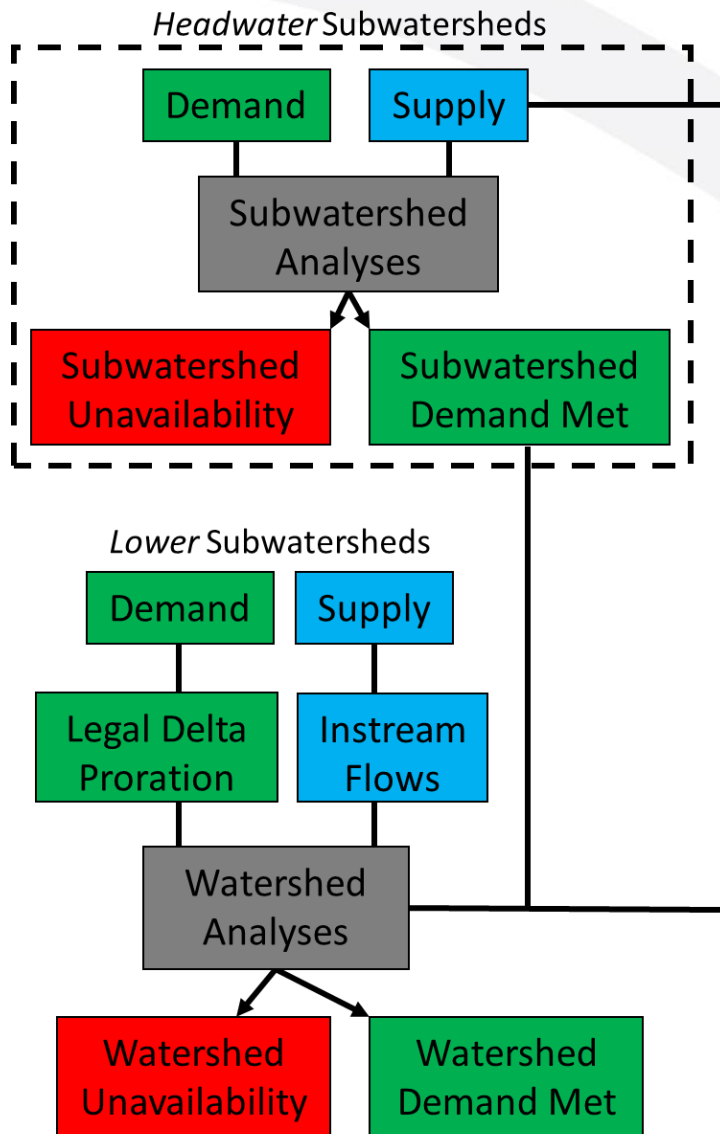 Headwater Subwatersheds
Demand
Supply
Subwatershed
Analyses
Subwatershed
Unavailability
Subwatershed
Demand Met
Lower Subwatersheds
Demand
Supply
Legal Delta
Proration
Instream
Flows
Watershed
Analyses
Watershed
Unavailability
Watershed
Demand Met